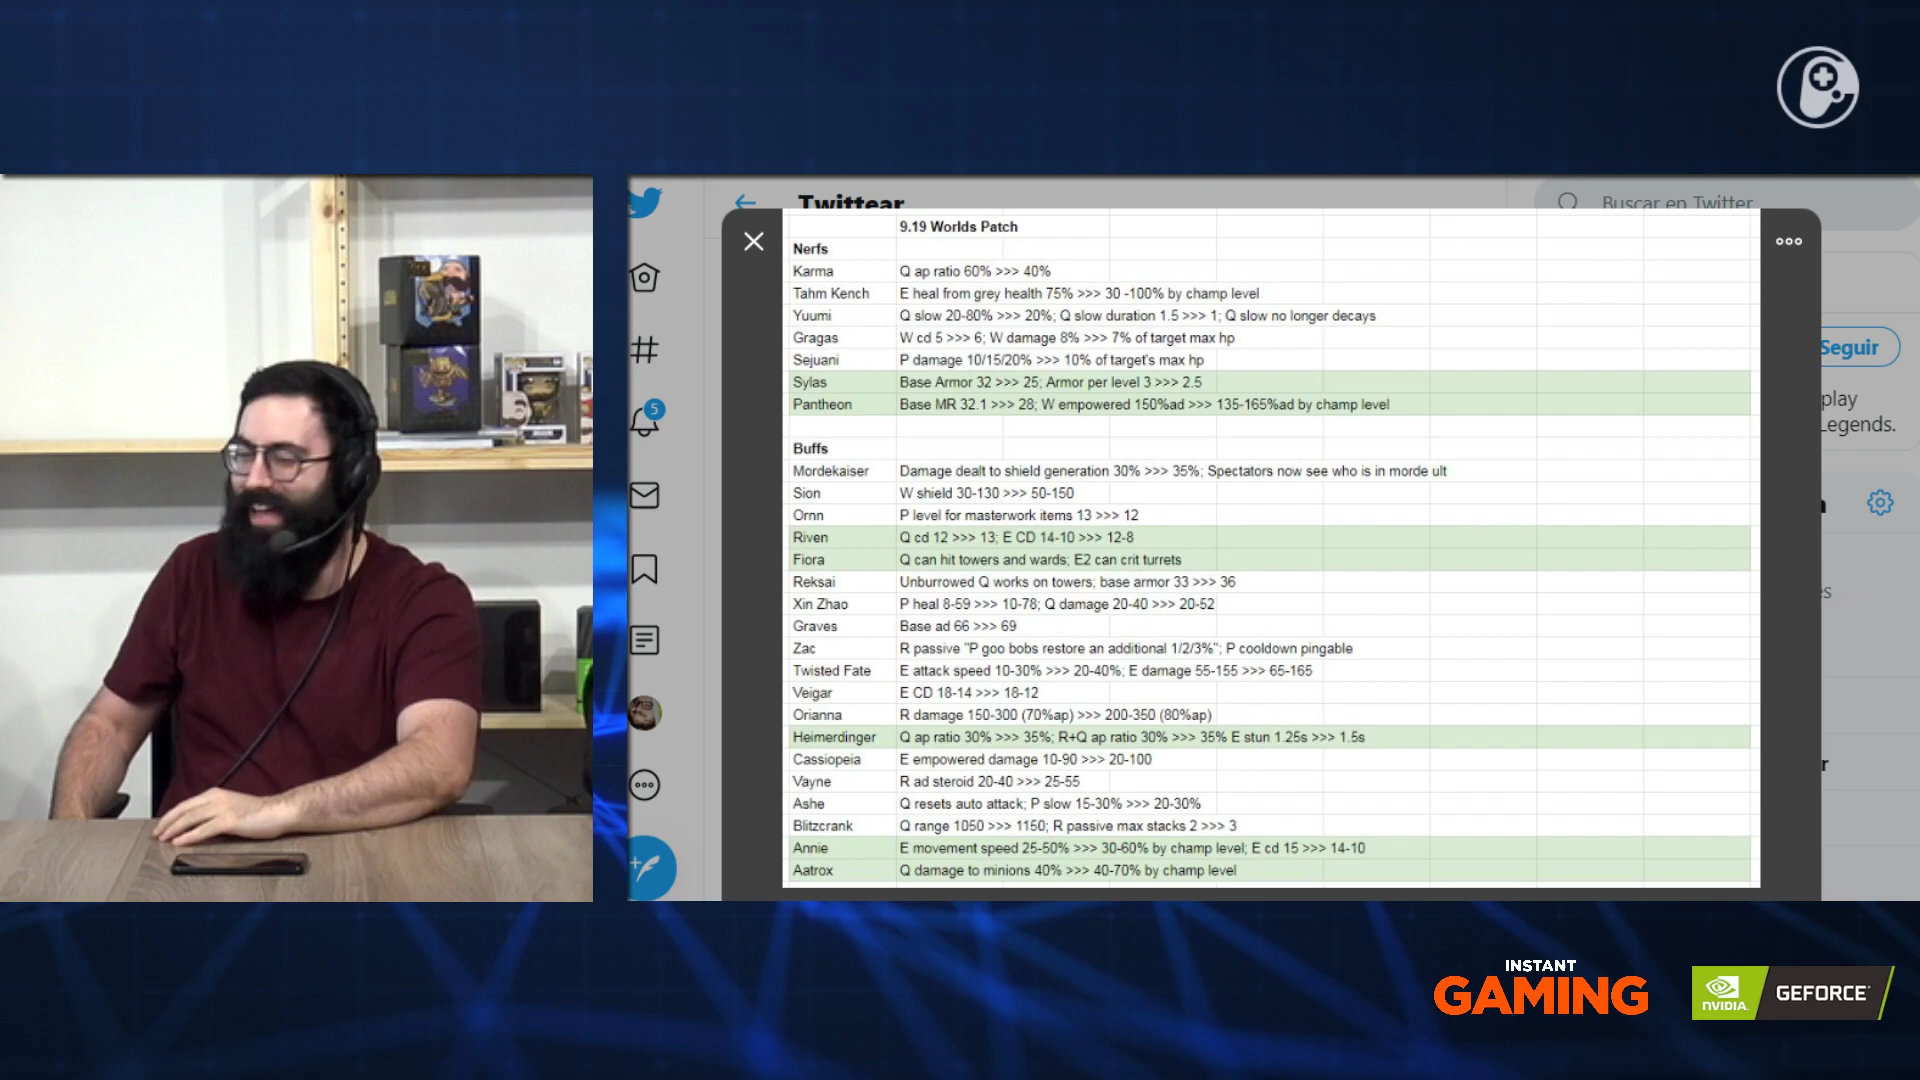 Twittear
Buscar en Twitter
5
Seguir
play
Legends.
9.19 Worlds Patch
Nerfs
Karma Q ap ratio 60% >>> 40%
Tahm Kench E heal from grey health 75% >>> 30 -100% by champ level
Yuumi Q slow 20-80% >>> 20%; Q slow duration 1.5 >>> 1; Q slow no longer decays
Gragas W cd 5 >>> 6; W damage 8% >>> 7% of target max hp
Sejuani P damage 10/15/20% >>> 10% of target's max hp
Sylas Base Armor 32 >>> 25; Armor per level 3 >>> 2.5
Pantheon Base MR 32.1 >>> 28; W empowered 150%ad >>> 135-165%ad by champ level
Buffs
Mordekaiser Damage dealt to shield generation 30% >>> 35%; Spectators now see who is in morde ult
Sion W shield 30-130 >>> 50-150
Ornn P level for masterwork items 13 >>> 12
Riven Q cd 12 >>> 13; E CD 14-10 >>> 12-8
Fiora Q can hit towers and wards; E2 can crit turrets
Reksai Unburrowed Q works on towers; base armor 33 >>> 36
Xin Zhao P heal 8-59 >>> 10-78; Q damage 20-40 >>> 20-52
Graves Base ad 66 >>> 69
Zac R passive "P goo bobs restore an additional 1/2/3%"; P cooldown pingable
Twisted Fate E attack speed 10-30% >>> 20-40%; E damage 55-155 >>> 65-165
Veigar E CD 18-14 >>> 18-12
Orianna R damage 150-300 (70%ap) >>> 200-350 (80%ap)
Heimerdinger Q ap ratio 30% >>> 35%; R+Q ap ratio 30% >>> 35% E stun 1.25s >>> 1.5s
Cassiopeia E empowered damage 10-90 >>> 20-100
Vayne R ad steroid 20-40 >>> 25-55
Ashe Q resets auto attack; P slow 15-30% >>> 20-30%
Blitzcrank Q range 1050 >>> 1150; R passive max stacks 2 >>> 3
Annie E movement speed 25-50% >>> 30-60% by champ level; E cd 15 >>> 14-10
Aatrox Q damage to minions 40% >>> 40-70% by champ level
INSTANT
GAMING
NVIDIA.
GEFORCE